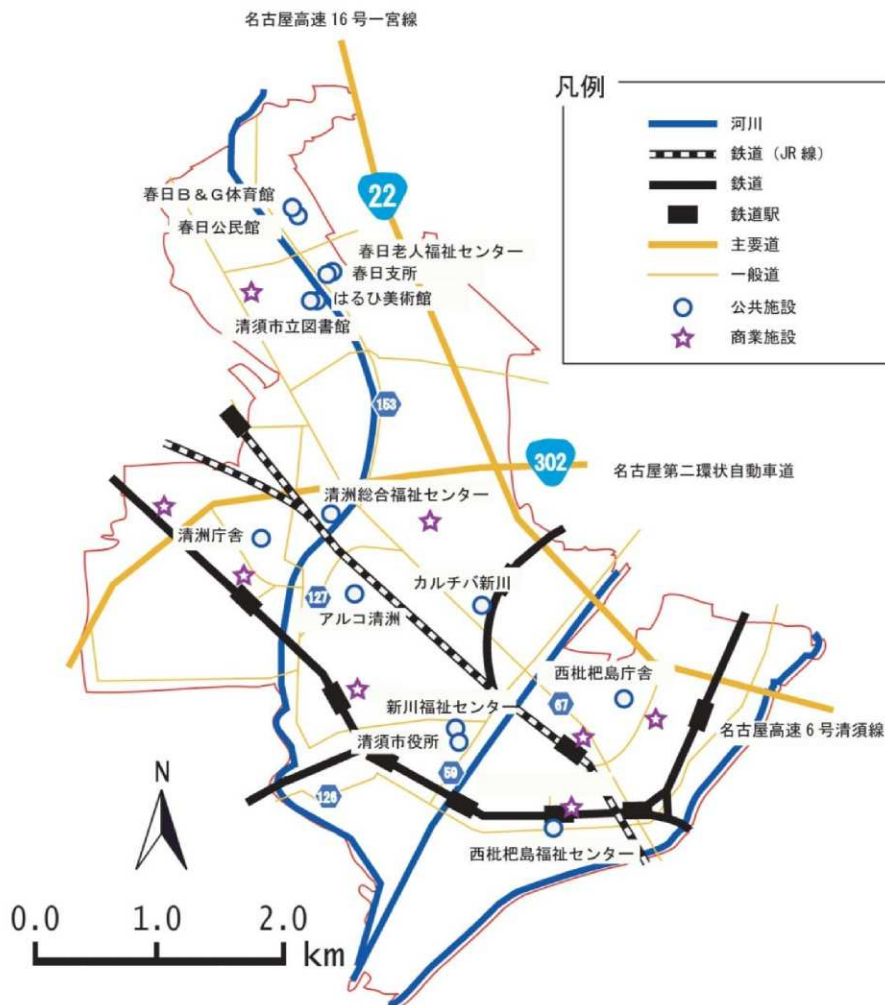 名古屋高速16号一宮線
凡例
河川
鉄道（JR線）
鉄道
鉄道駅
主要道
一般道
公共施設
商業施設
22
春日B＆G体育館
春日公民館
春日老人福祉センター
春日支所
はるひ美術館
清須市立図書館
153
302
名古屋第二環状自動車道
清洲総合福祉センター
清洲庁舎
カルチバ新川
127
アルコ清洲
西枇杷島庁舎
新川福祉センター
67
名古屋高速6号清須線
清須市役所
59
126
西枇杷島福祉センター
N
0.0 1.0 2.0
km